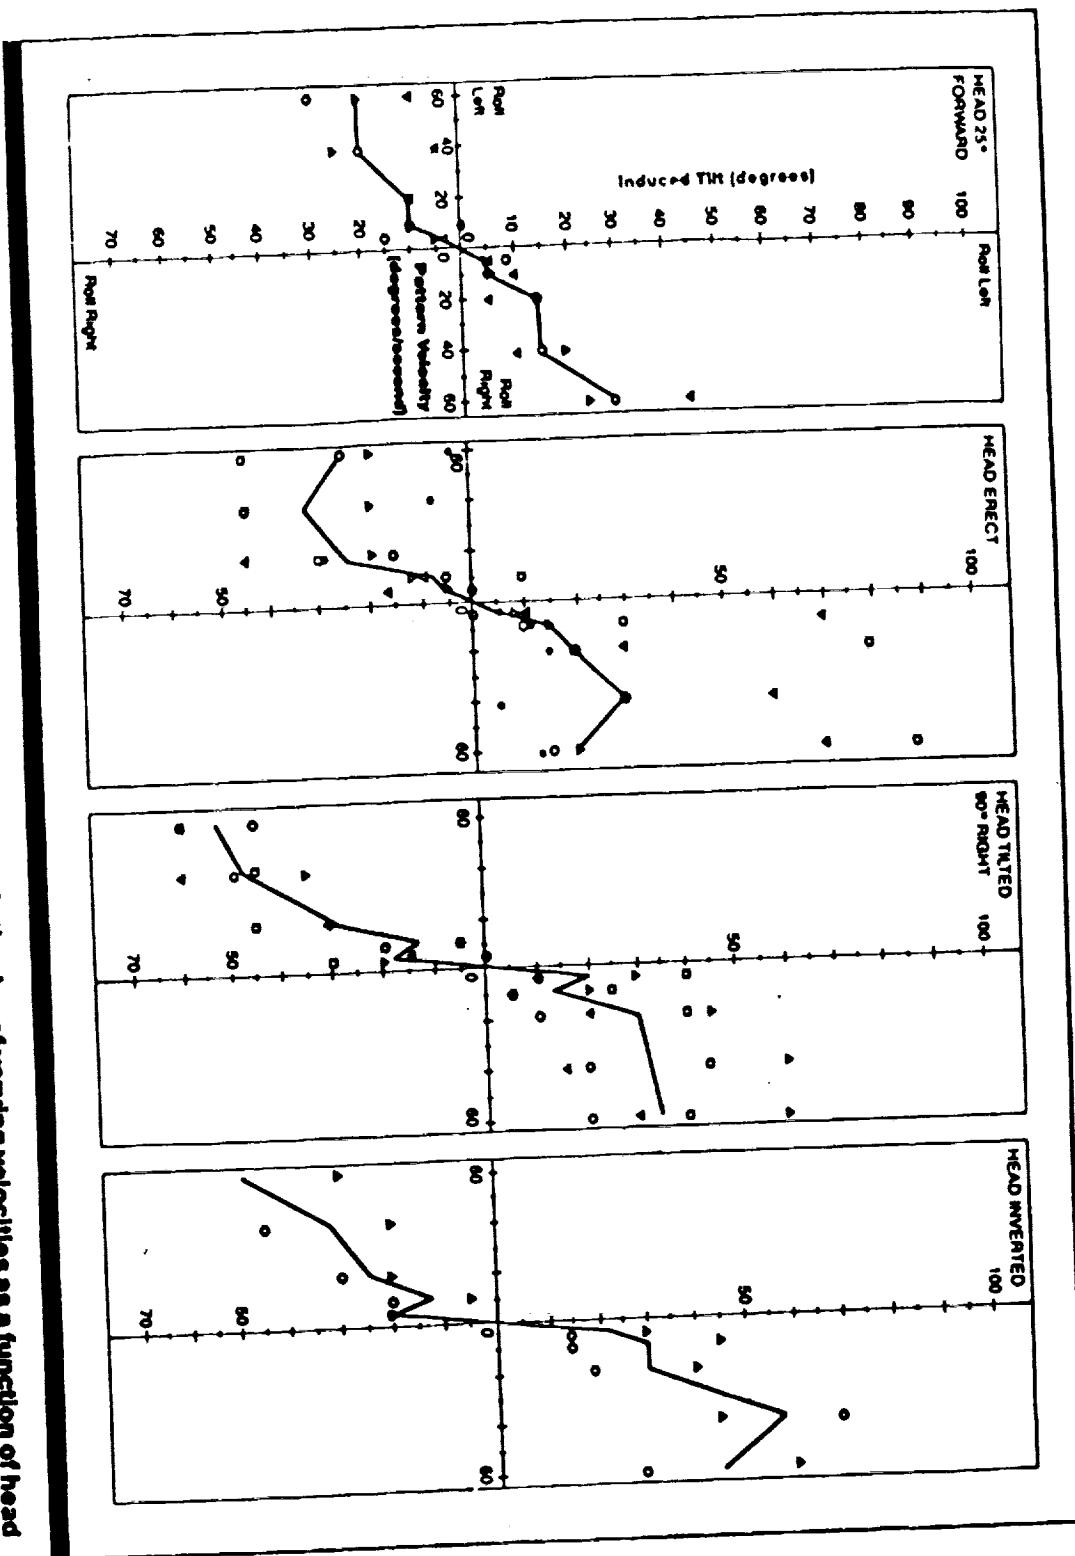 HEAD 25°
FORWARD
100
90
80
70
60
50
40
30
20
10
0
10
20
30
40
50
60
70
Induced Tilt (degrees)
Roll Left
Roll Right
Roll
Left
60
40
20
0
20
40
60
Roll
Right
Pattern Velocity
(degrees/second)
HEAD ERECT
100
50
0
50
70
60
60
HEAD TILTED
90° RIGHT
100
50
0
50
70
60
60
HEAD INVERTED
100
50
0
50
70
60
60
velocities as a function of head